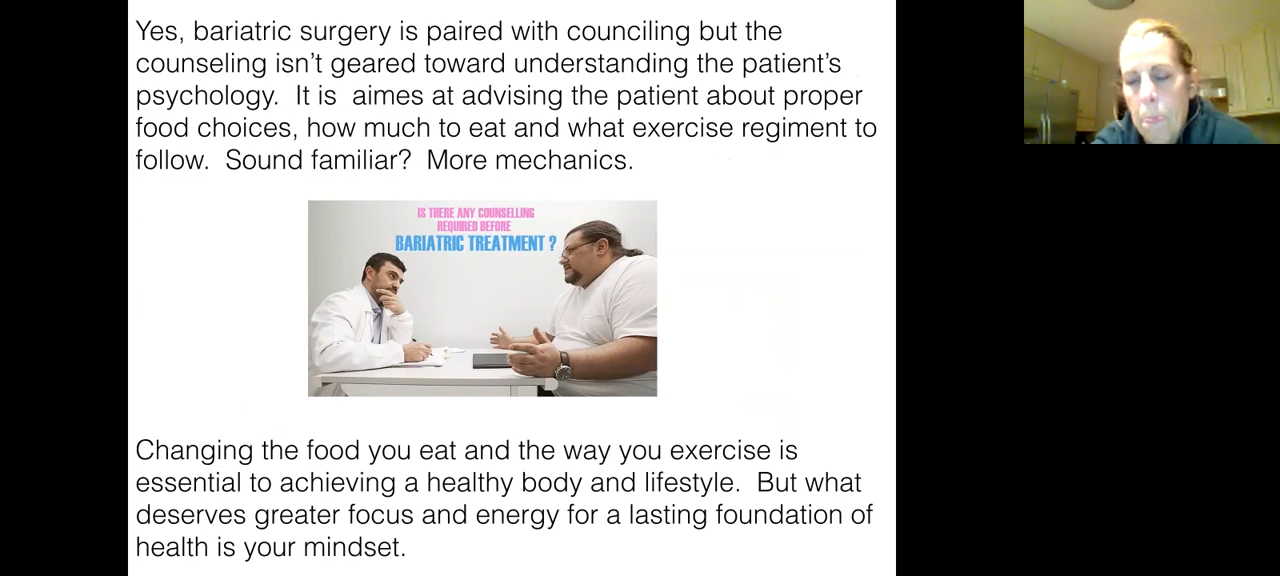 Yes, bariatric surgery is paired with counciling but the
counseling isn't geared toward understanding the patient's
psychology.  It is  aimes at advising the patient about proper
food choices, how much to eat and what exercise regiment to
follow.  Sound familiar?  More mechanics.
IS THERE ANY COUNSELLING
REQUIRED BEFORE
BARIATRIC TREATMENT ?
Changing the food you eat and the way you exercise is
essential to achieving a healthy body and lifestyle.  But what
deserves greater focus and energy for a lasting foundation of
health is your mindset.